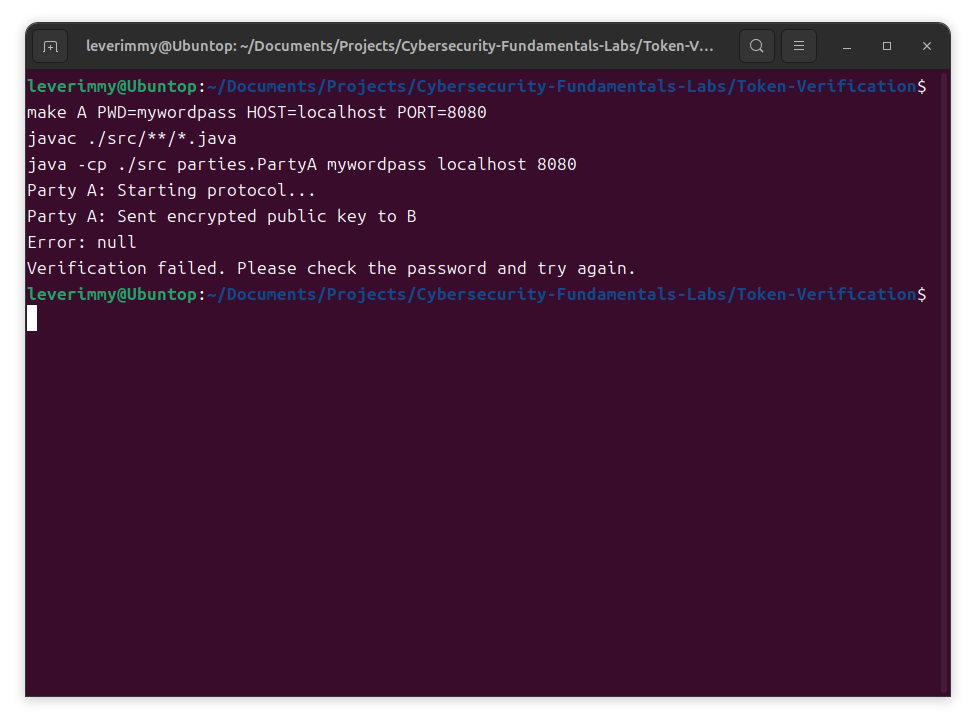 leverimmy@Ubuntop: ~/Documents/Projects/Cybersecurity-Fundamentals-Labs/Token-V...
leverimmy@Ubuntop:~/Documents/Projects/Cybersecurity-Fundamentals-Labs/Token-Verification$
make A PWD=mywordpass HOST=localhost PORT=8080
javac ./src/**/*.java
java -cp ./src parties.PartyA mywordpass localhost 8080
Party A: Starting protocol...
Party A: Sent encrypted public key to B
Error: null
Verification failed. Please check the password and try again.
leverimmy@Ubuntop:~/Documents/Projects/Cybersecurity-Fundamentals-Labs/Token-Verification$